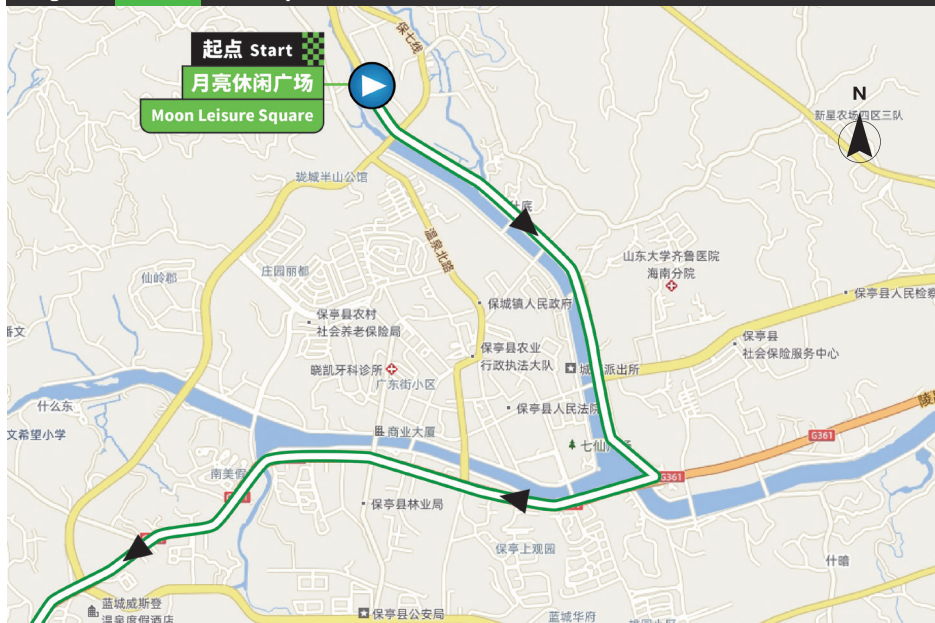 起点 Start
月亮休闲广场
Moon Leisure Square
保七线
N
新星农场四区三队
珑城半山公馆
什底
温泉北路
山东大学齐鲁医院
海南分院
仙岭郡
庄园丽都
保城镇人民政府
保亭县人民检察
保亭县农村
社会养老保险局
番文
保亭县
社会保险服务中心
保亭县农业
行政执法大队
晓凯牙科诊所
广东街小区
派出所
什么东
保亭县人民法院
陵
文希望小学
商业大厦
G361
七仙
南美假
G361
保亭县林业局
保亭上观园
什暗
蓝城威斯登
温泉度假酒店
保亭县公安局
蓝城华府